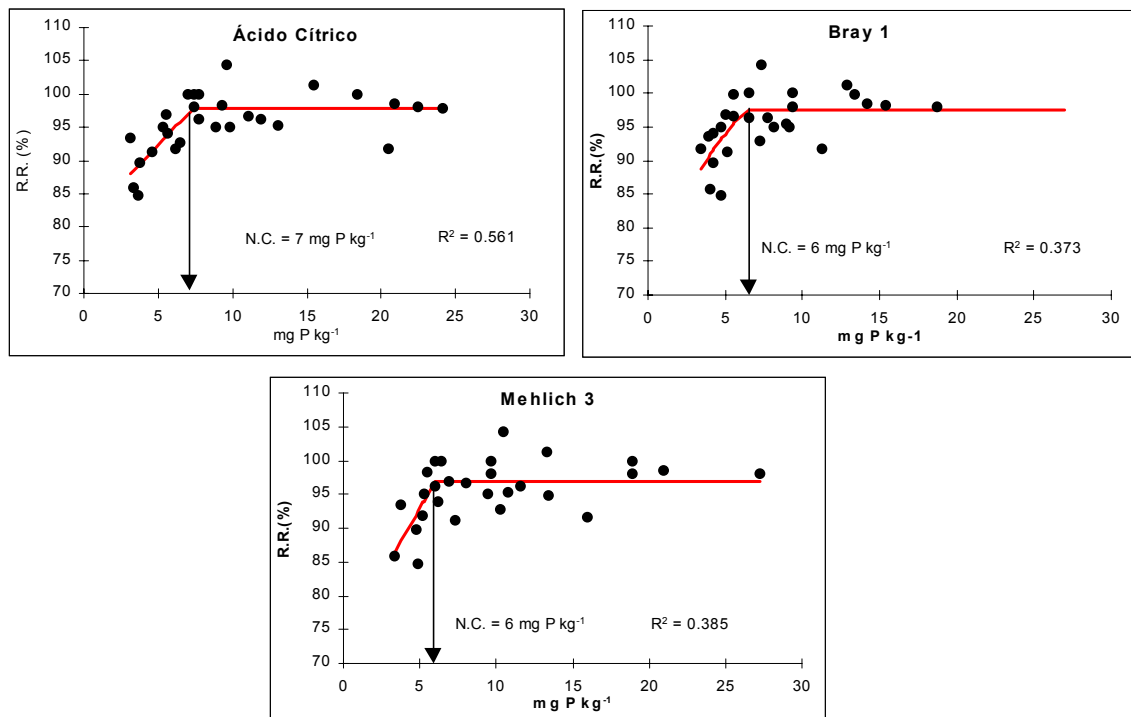 Ácido Cítrico
110
105
100
95
90
85
80
75
70
R.R. (%)
N.C. = 7 mg P kg⁻¹
R² = 0.561
0 5 10 15 20 25 30
mg P kg⁻¹
Bray 1
110
105
100
95
90
85
80
75
70
R.R.(%)
N.C. = 6 mg P kg⁻¹
R² = 0.373
0 5 10 15 20 25 30
mg P kg-1
Mehlich 3
110
105
100
95
90
85
80
75
70
R.R.(%)
N.C. = 6 mg P kg⁻¹
R² = 0.385
0 5 10 15 20 25 30
mg P kg⁻¹